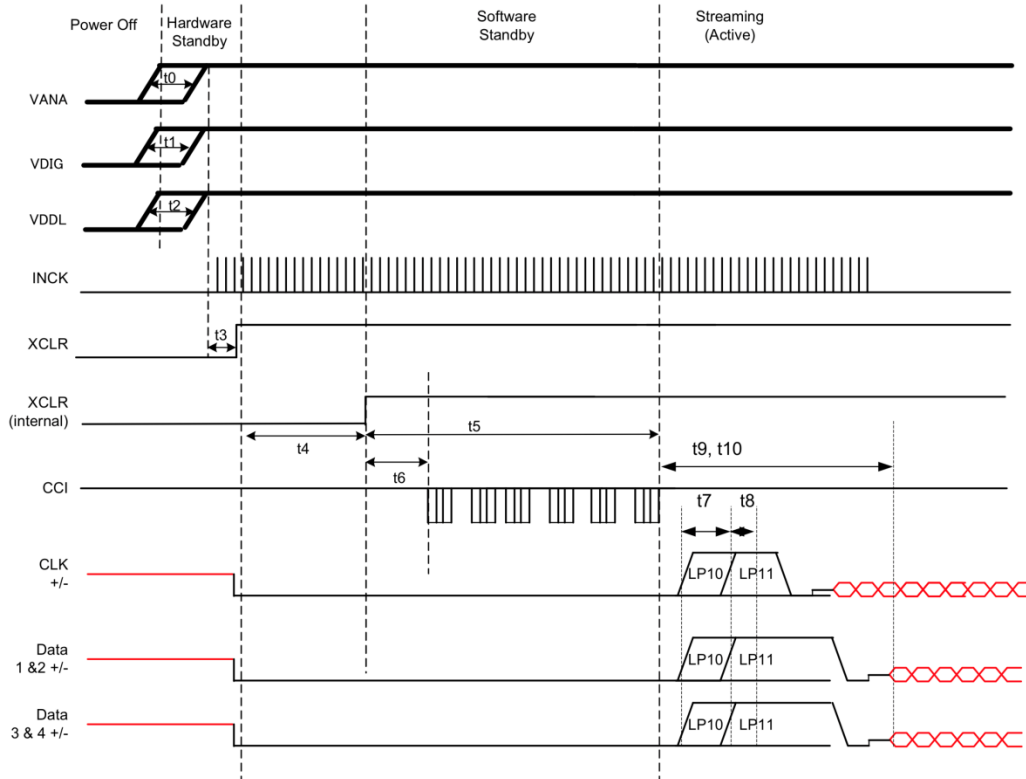 Power Off
Hardware
Standby
Software
Standby
Streaming
(Active)
t0
VANA
t1
VDIG
t2
VDDL
INCK
t3
XCLR
XCLR
(internal)
t4
t5
t6
t9, t10
CCI
t7
t8
CLK
+/-
LP10
LP11
Data
1 &2 +/-
LP10
LP11
Data
3 & 4 +/-
LP10
LP11